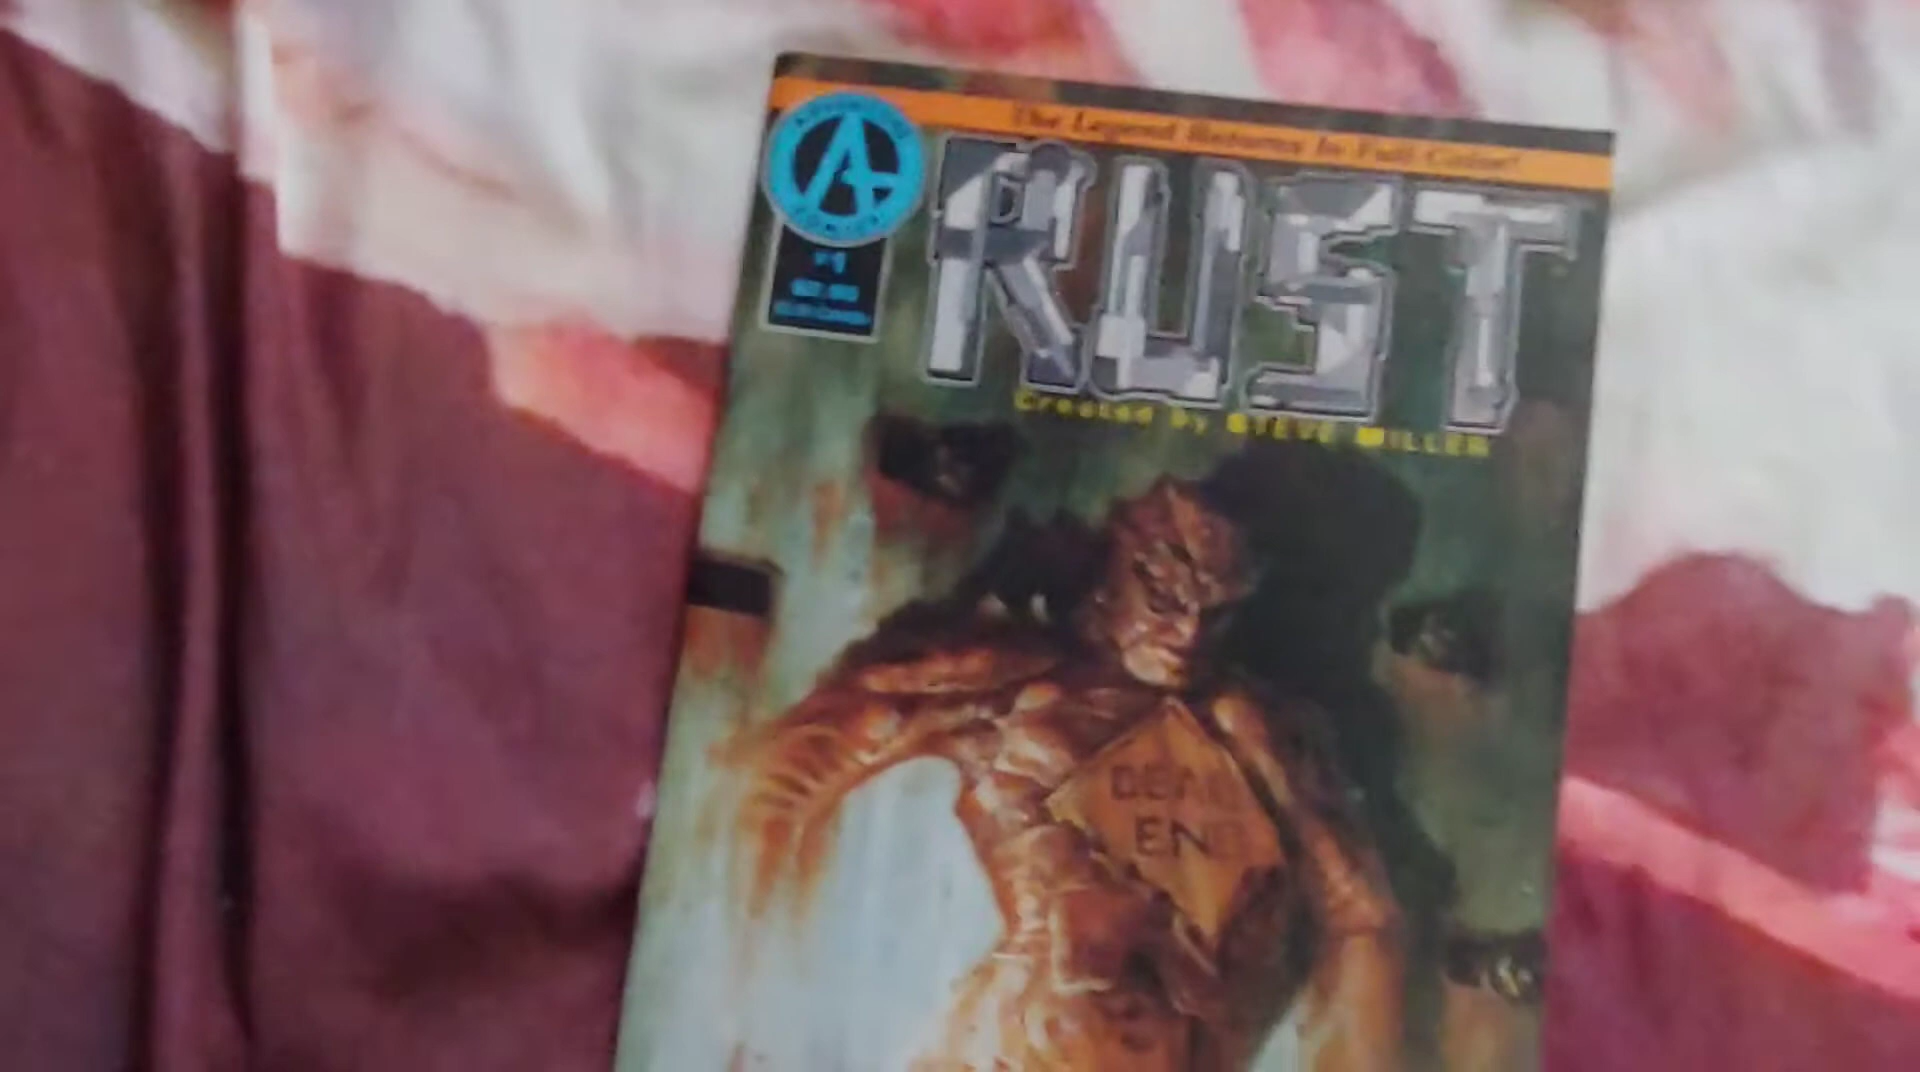 The Legend Returns In Full Color!
RUST
#1
Created by STEVE MILLER
DEAD
END